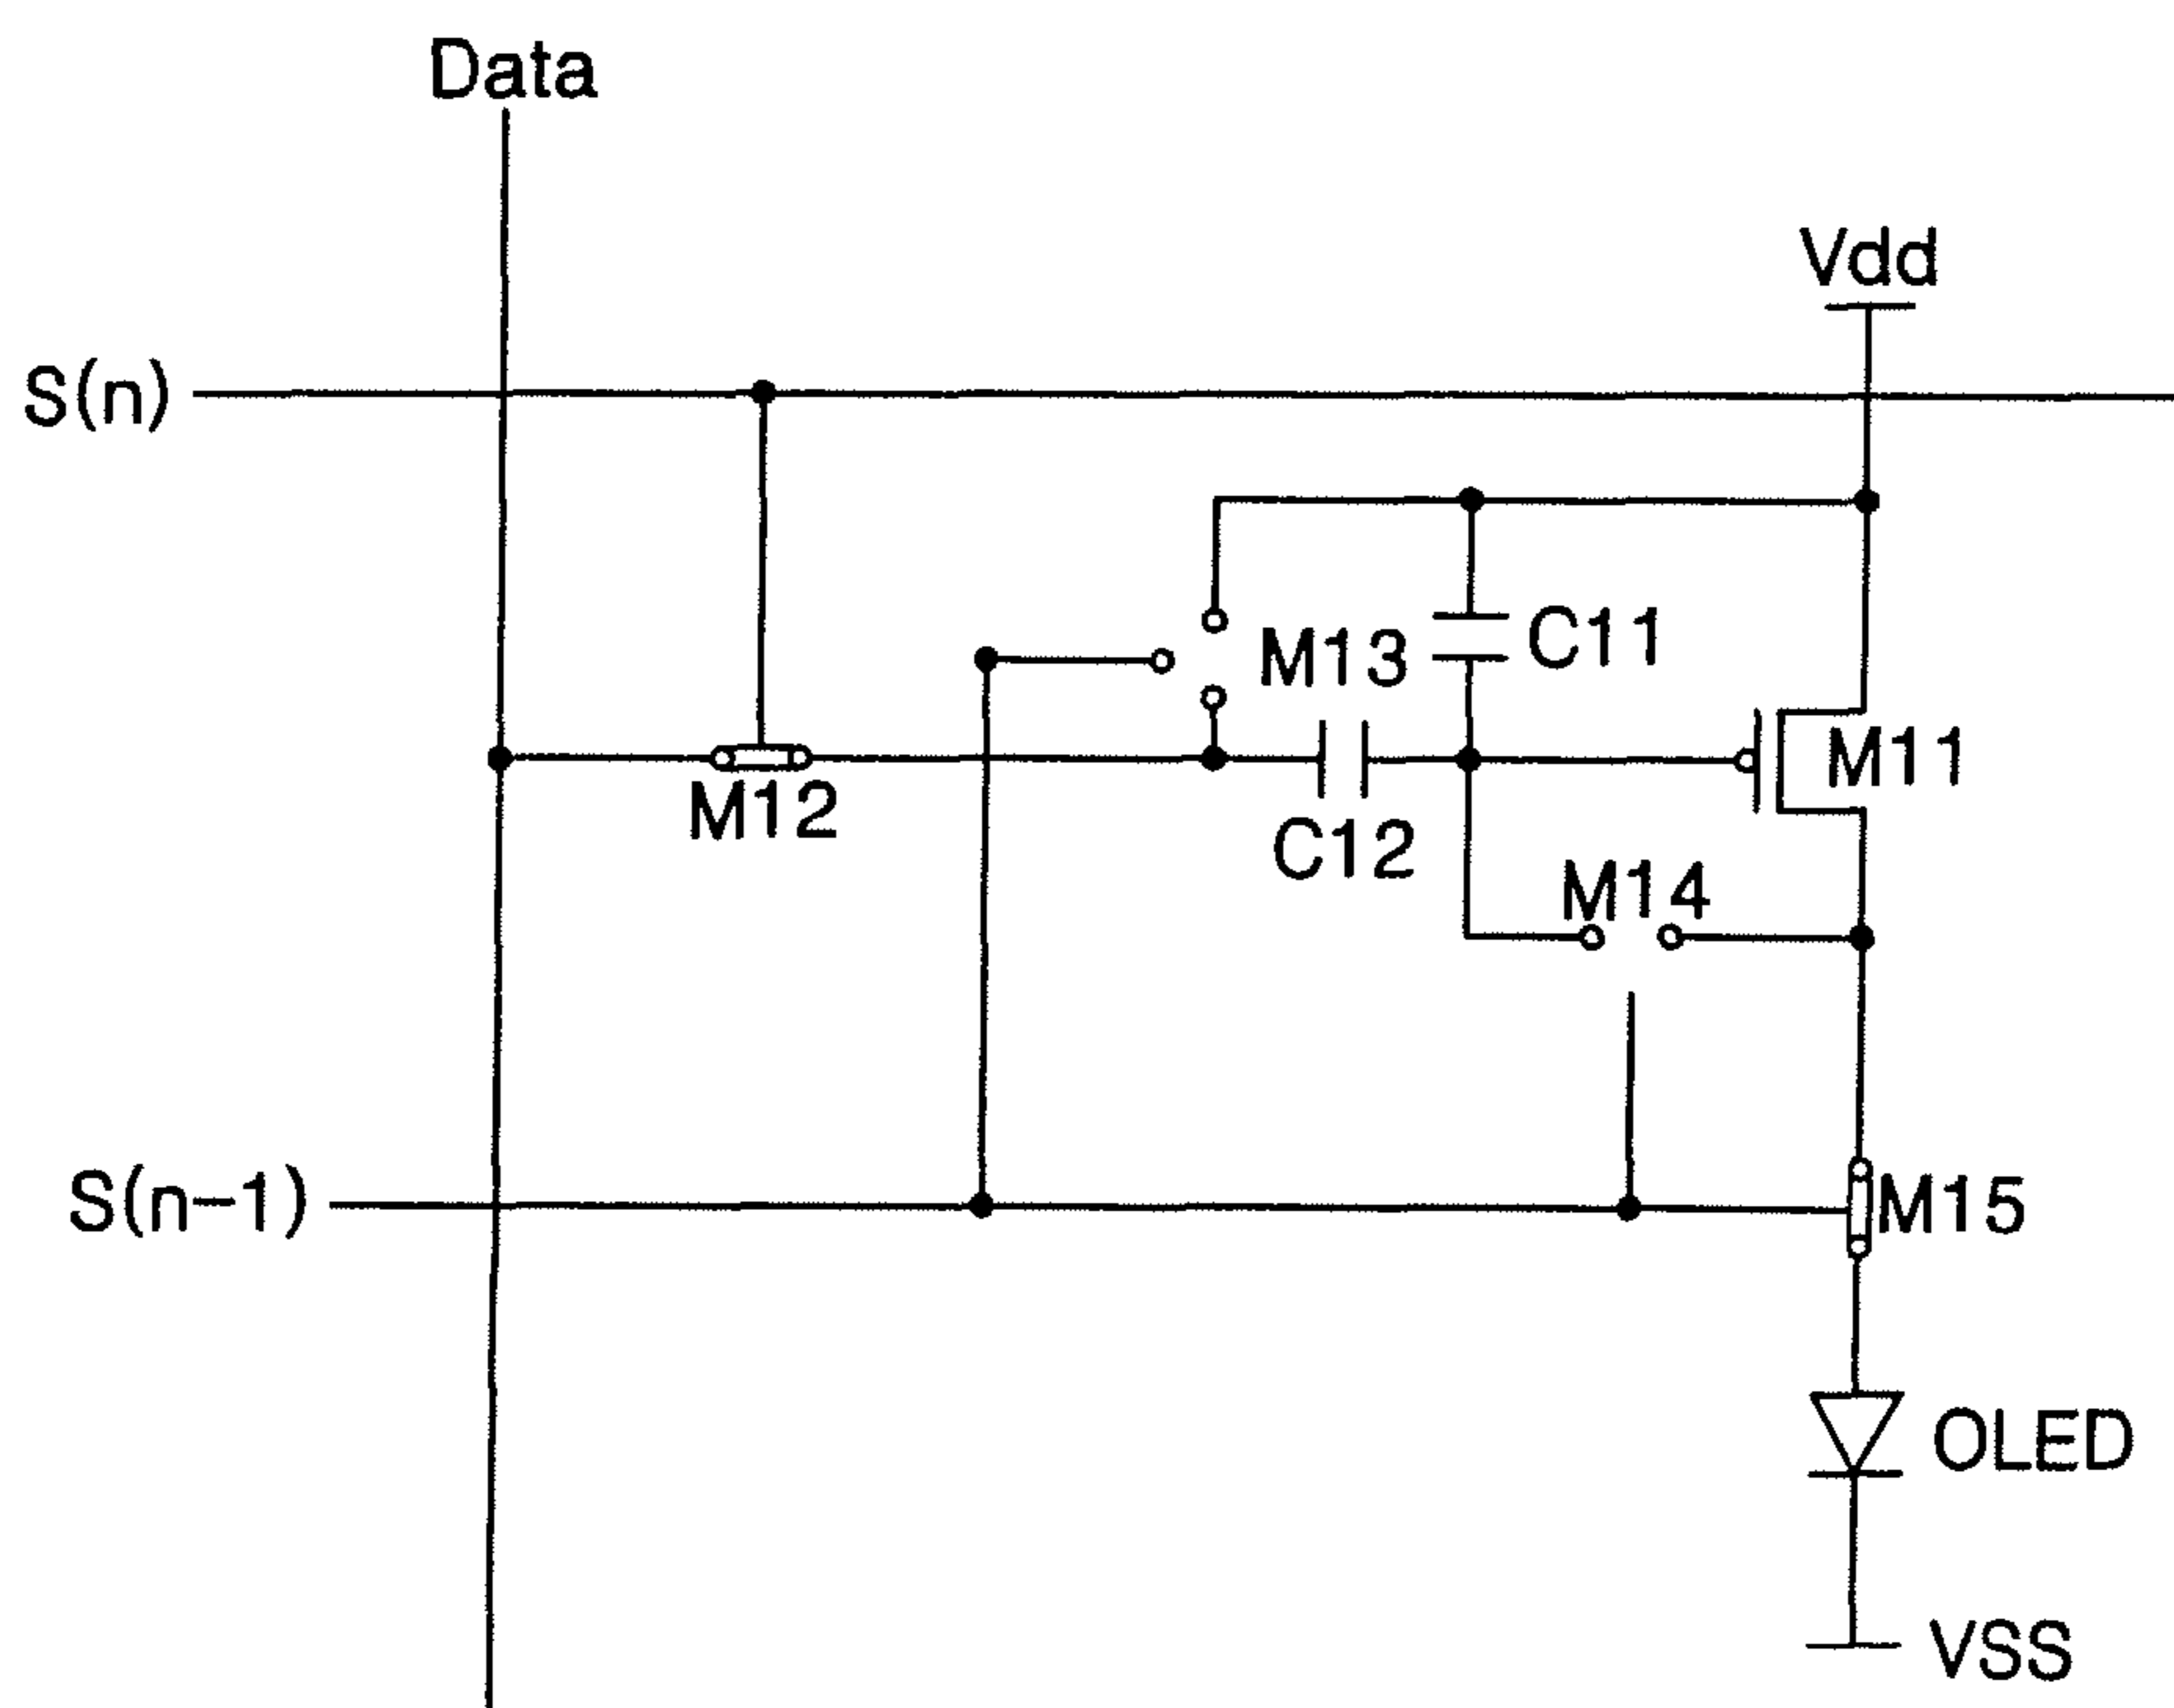 Data
Vdd
S(n)
M13
C11
M11
M12
C12
M14
S(n-1)
M15
OLED
VSS